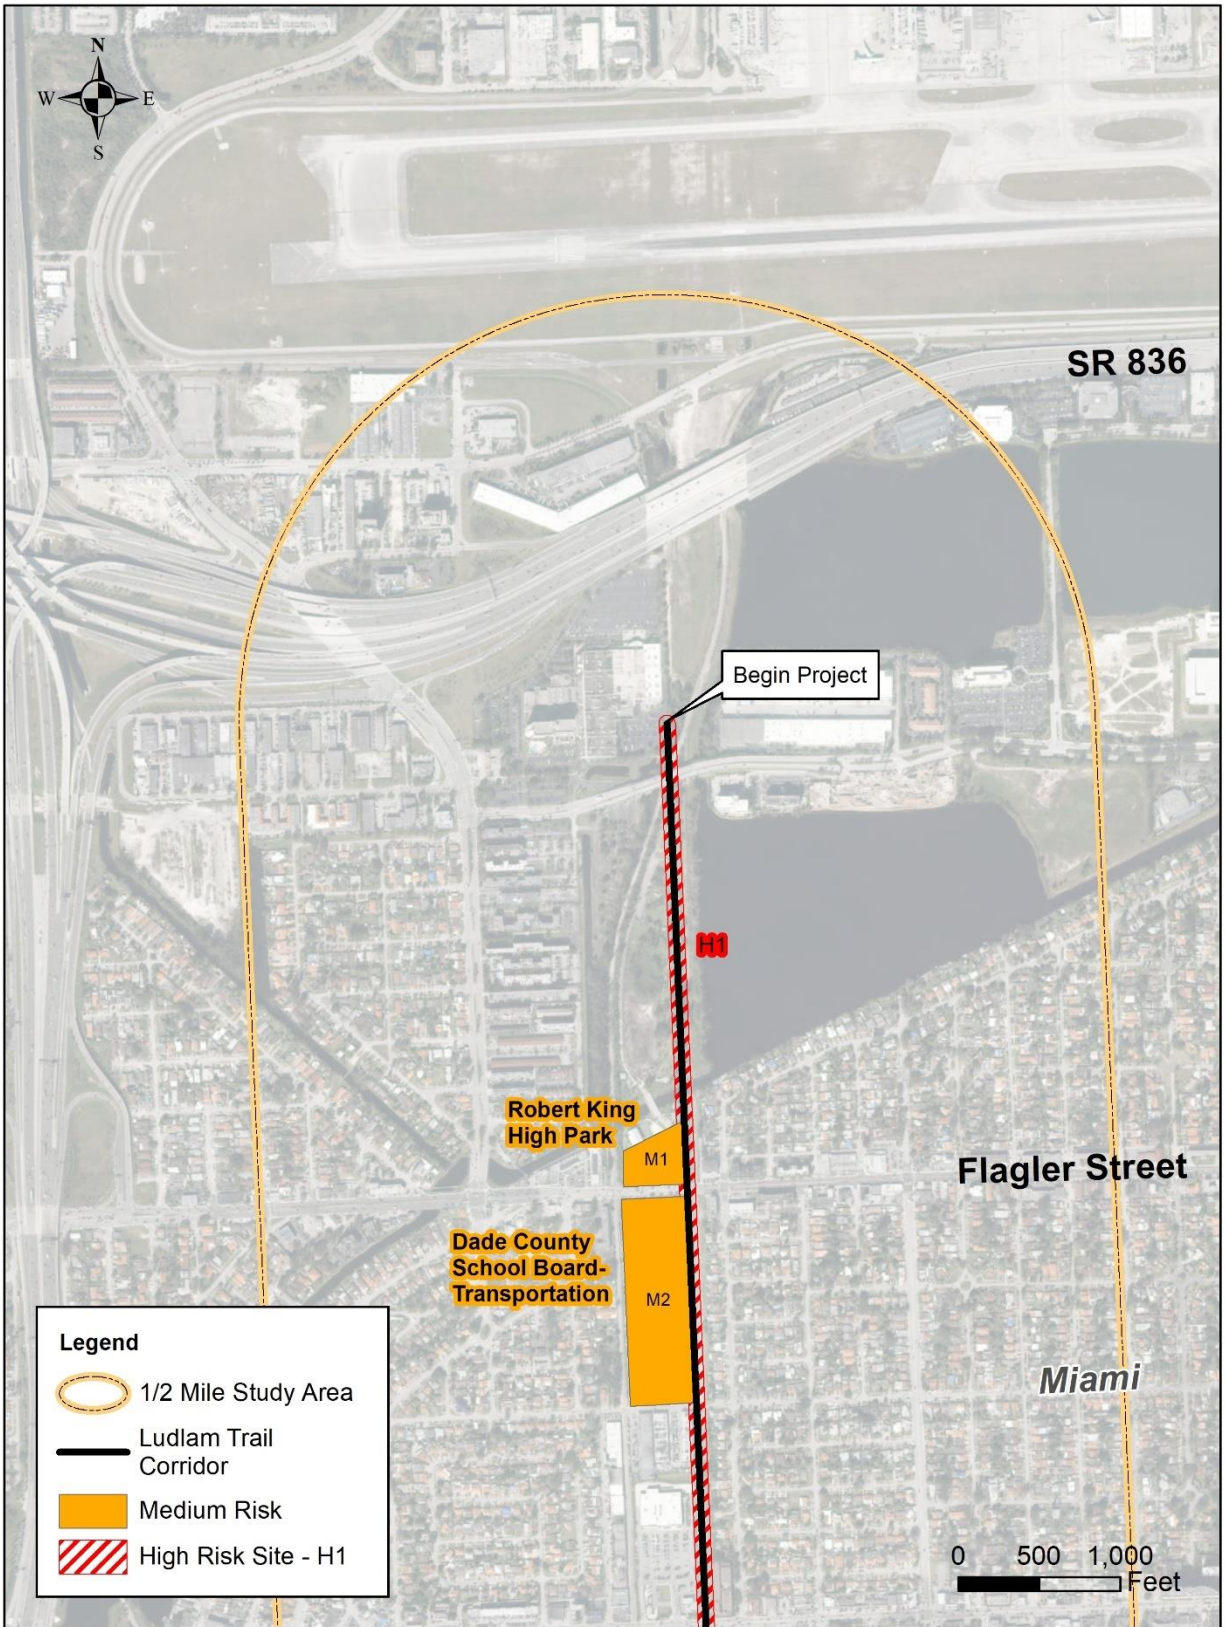 N
W E
S
SR 836
Begin Project
H1
Robert King
High Park
M1
Flagler Street
Dade County
School Board-
Transportation
M2
Miami
Legend
1/2 Mile Study Area
Ludlam Trail
Corridor
Medium Risk
High Risk Site - H1
0 500 1,000
Feet